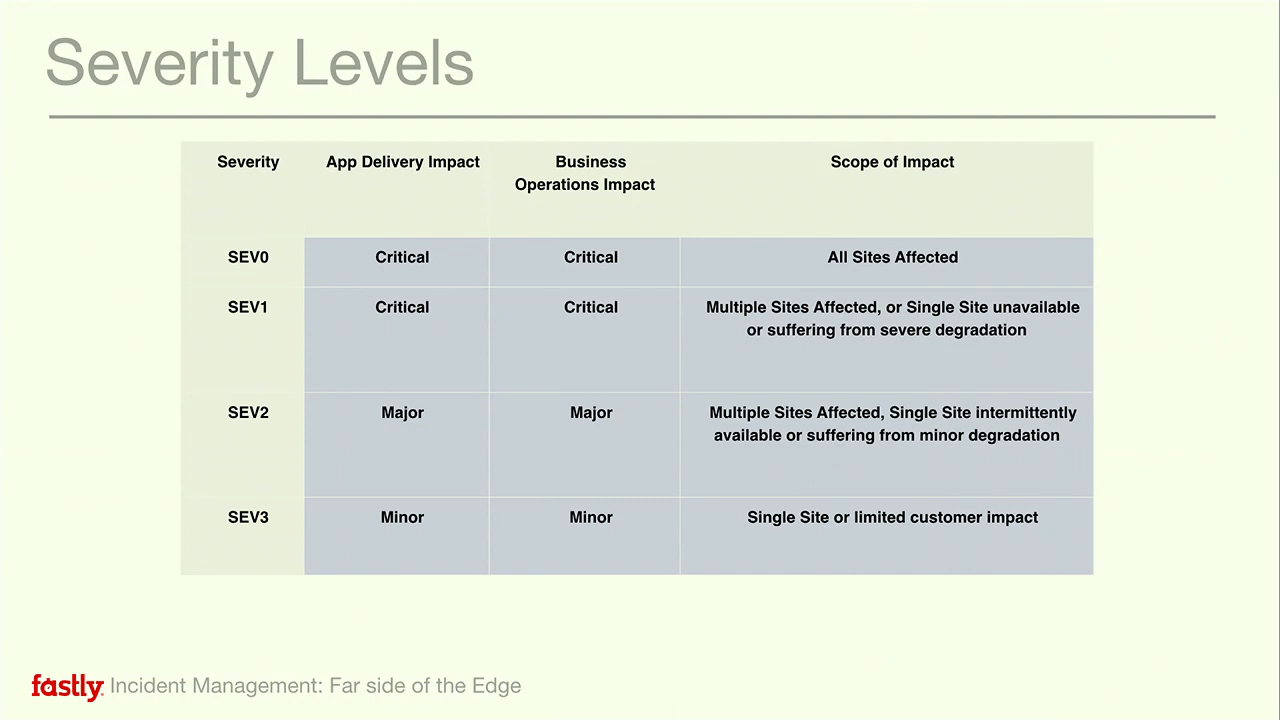 Severity Levels
Severity
App Delivery Impact
Business
Operations Impact
Scope of Impact
SEV0
Critical
Critical
All Sites Affected
SEV1
Critical
Critical
Multiple Sites Affected, or Single Site unavailable
or suffering from severe degradation
SEV2
Major
Major
Multiple Sites Affected, Single Site intermittently
available or suffering from minor degradation
SEV3
Minor
Minor
Single Site or limited customer impact
fastly Incident Management: Far side of the Edge